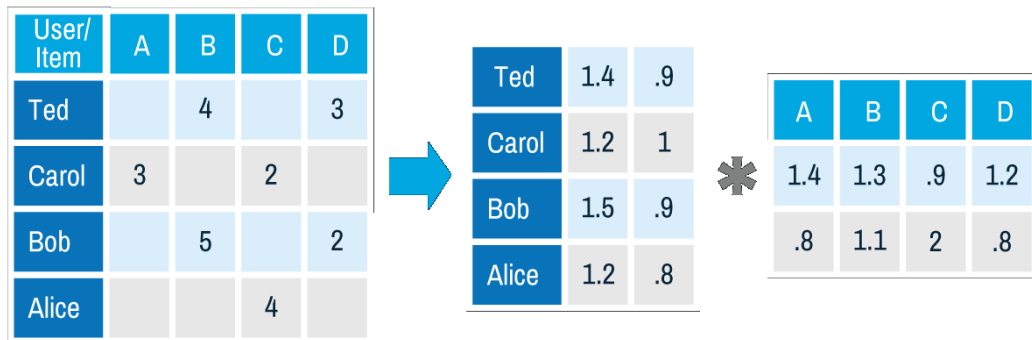 User/
Item A B C D
Ted 4 3
Carol 3 2
Bob 5 2
Alice 4
Ted 1.4 .9
Carol 1.2 1
Bob 1.5 .9
Alice 1.2 .8
A B C D
1.4 1.3 .9 1.2
.8 1.1 2 .8